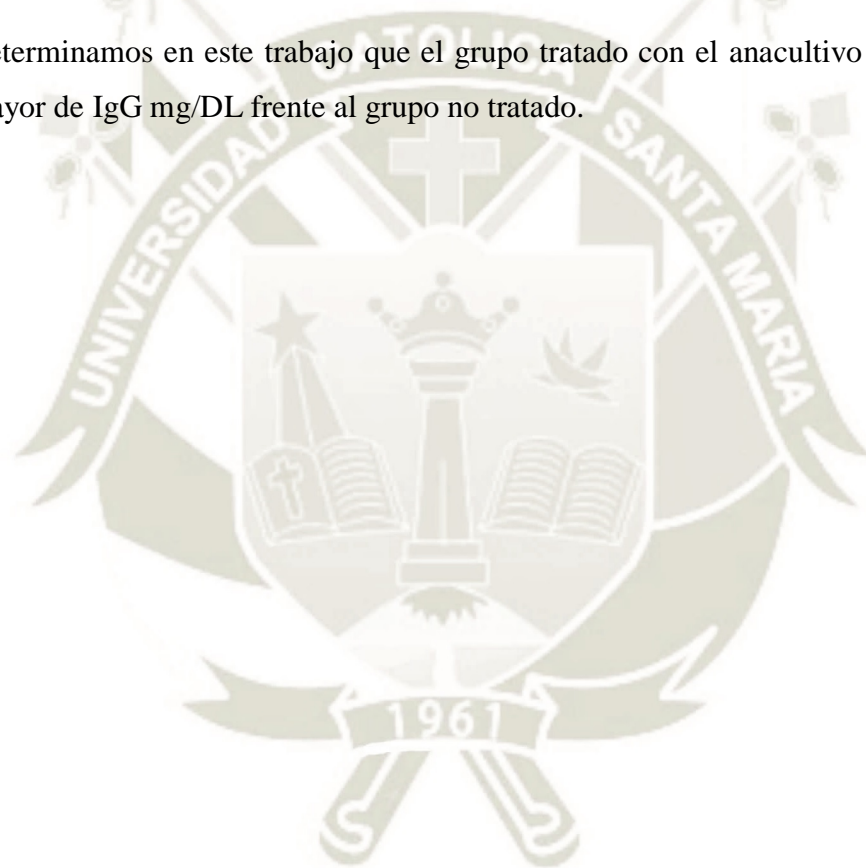 eterminamos en este trabajo que el grupo tratado con el anacultivo
ayor de IgG mg/DL frente al grupo no tratado.
UNIVERSIDAD CATOLICA SANTA MARIA
1961